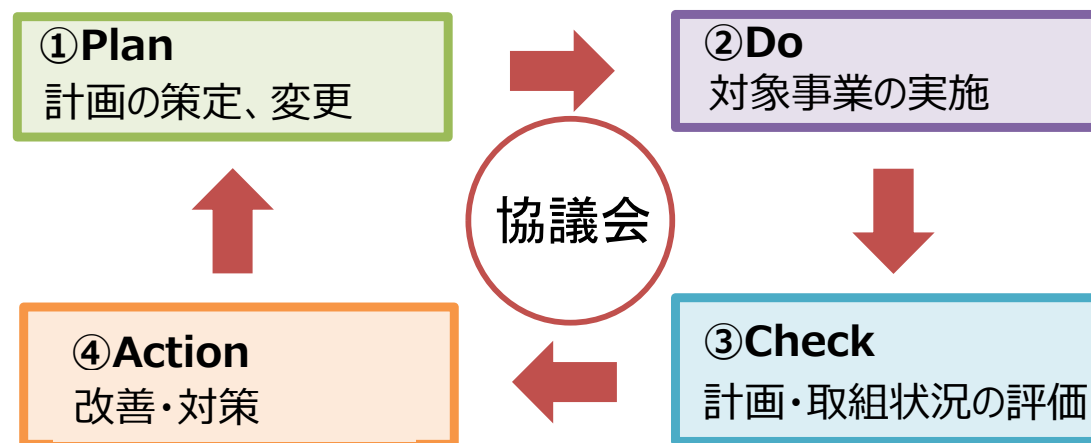 ①Plan
計画の策定、変更
②Do
対象事業の実施
協議会
③Check
計画・取組状況の評価
④Action
改善・対策